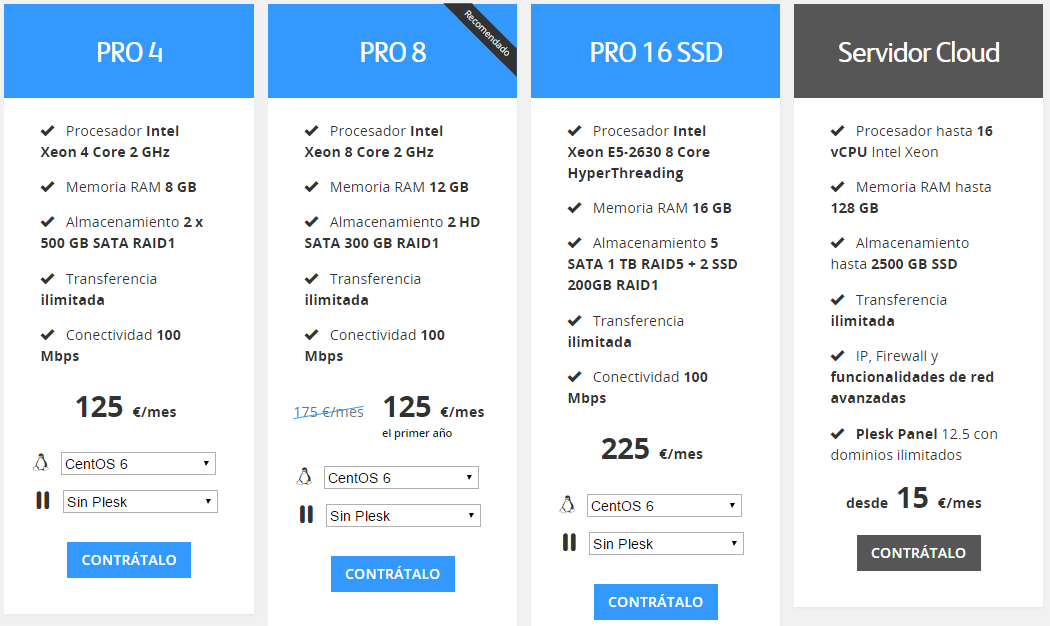 PRO 4
Procesador Intel
Xeon 4 Core 2 GHz
Memoria RAM 8 GB
Almacenamiento 2 x
500 GB SATA RAID1
Transferencia
ilimitada
Conectividad 100
Mbps
125 €/mes
CentOS 6
Sin Plesk
CONTRÁTALO
PRO 8
Recomendado
Procesador Intel
Xeon 8 Core 2 GHz
Memoria RAM 12 GB
Almacenamiento 2 HD
SATA 300 GB RAID1
Transferencia
ilimitada
Conectividad 100
Mbps
175 €/mes 125 €/mes
el primer año
CentOS 6
Sin Plesk
CONTRÁTALO
PRO 16 SSD
Procesador Intel
Xeon E5-2630 8 Core
HyperThreading
Memoria RAM 16 GB
Almacenamiento 5
SATA 1 TB RAID5 + 2 SSD
200GB RAID1
Transferencia
ilimitada
Conectividad 100
Mbps
225 €/mes
CentOS 6
Sin Plesk
CONTRÁTALO
Servidor Cloud
Procesador hasta 16
vCPU Intel Xeon
Memoria RAM hasta
128 GB
Almacenamiento
hasta 2500 GB SSD
Transferencia
ilimitada
IP, Firewall y
funcionalidades de red
avanzadas
Plesk Panel 12.5 con
dominios ilimitados
desde 15 €/mes
CONTRÁTALO